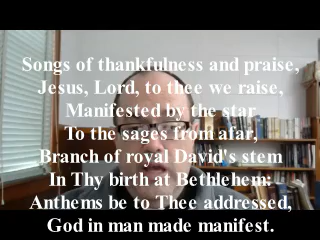 Songs of thankfulness and praise,
Jesus, Lord, to thee we raise,
Manifested by the star
To the sages from afar,
Branch of royal David's stem
In Thy birth at Bethlehem:
Anthems be to Thee addressed,
God in man made manifest.